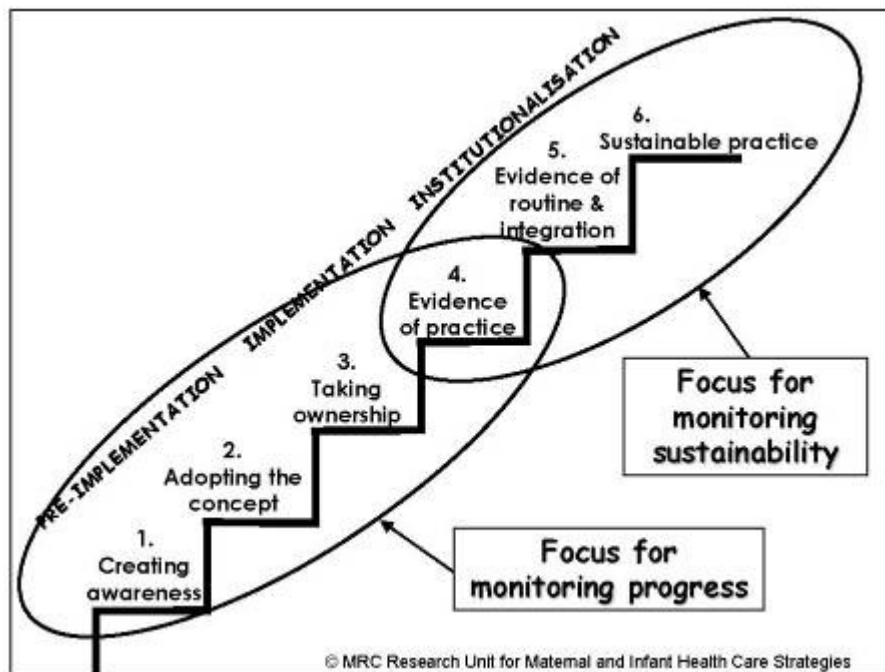 PRE-IMPLEMENTATION IMPLEMENTATION INSTITUTIONALISATION
6.
Sustainable practice
5.
Evidence of
routine &
integration
4.
Evidence
of practice
3.
Taking
ownership
2.
Adopting the
concept
1.
Creating
awareness
Focus for
monitoring
sustainability
Focus for
monitoring progress
© MRC Research Unit for Maternal and Infant Health Care Strategies